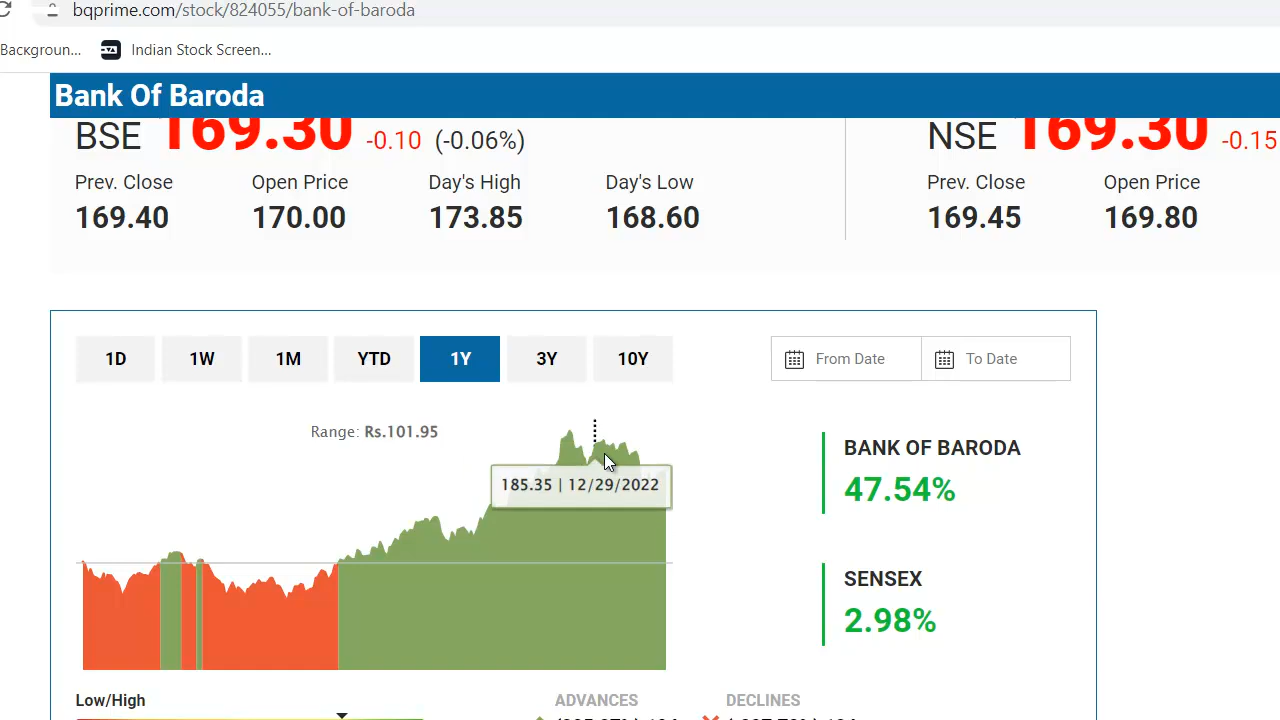 bqprime.com/stock/824055/bank-of-baroda
Backgroun... Indian Stock Screen...
Bank Of Baroda
BSE 169.30 -0.10 (-0.06%)
NSE 169.30 -0.15
Prev. Close Open Price Day's High Day's Low
169.40 170.00 173.85 168.60
Prev. Close Open Price
169.45 169.80
1D 1W 1M YTD 1Y 3Y 10Y
From Date To Date
Range: Rs.101.95
185.35 | 12/29/2022
BANK OF BARODA
47.54%
SENSEX
2.98%
Low/High
ADVANCES DECLINES